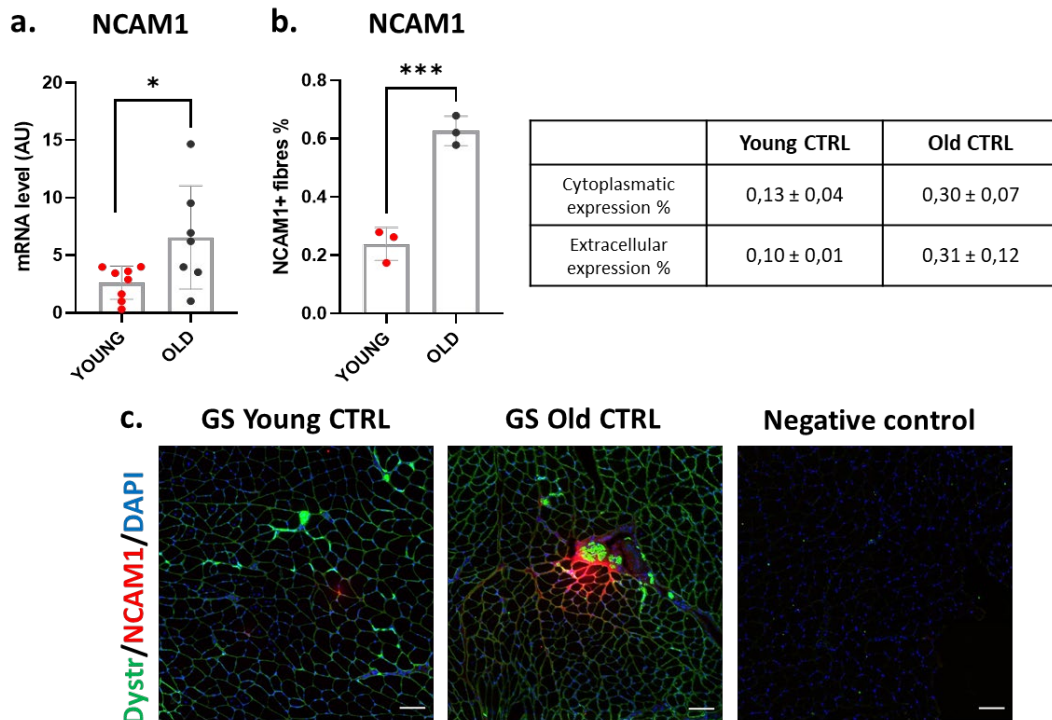 a. NCAM1
mRNA level (AU)
20
15
10
5
0
*
YOUNG
OLD
b. NCAM1
NCAM1+ fibres %
0.8
0.6
0.4
0.2
0.0
***
YOUNG
OLD
Young CTRL Old CTRL
Cytoplasmatic
expression %
0,13 ± 0,04 0,30 ± 0,07
Extracellular
expression %
0,10 ± 0,01 0,31 ± 0,12
c. GS Young CTRL GS Old CTRL Negative control
Dystr/NCAM1/DAPI